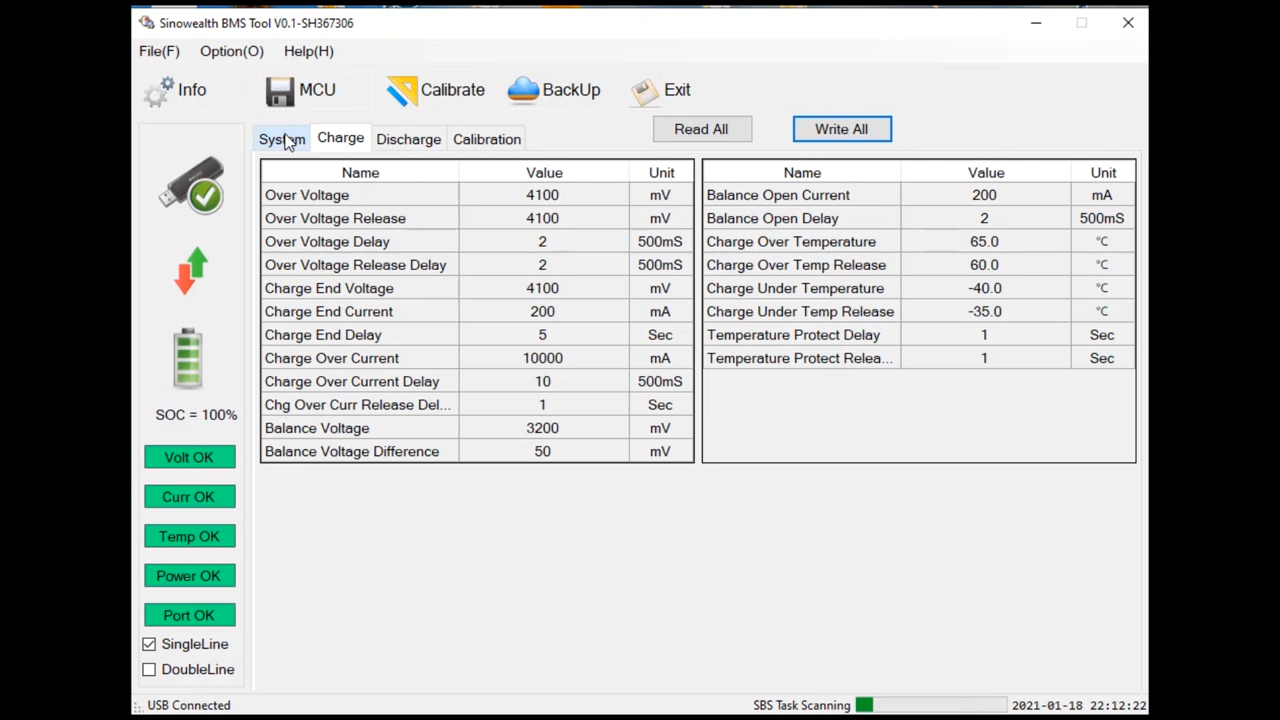 Sinowealth BMS Tool V0.1-SH367306
File(F) Option(O) Help(H)
Info MCU Calibrate BackUp Exit
System Charge Discharge Calibration Read All Write All
Name Value Unit
Over Voltage 4100 mV
Over Voltage Release 4100 mV
Over Voltage Delay 2 500mS
Over Voltage Release Delay 2 500mS
Charge End Voltage 4100 mV
Charge End Current 200 mA
Charge End Delay 5 Sec
Charge Over Current 10000 mA
Charge Over Current Delay 10 500mS
Chg Over Curr Release Del... 1 Sec
Balance Voltage 3200 mV
Balance Voltage Difference 50 mV
Name Value Unit
Balance Open Current 200 mA
Balance Open Delay 2 500mS
Charge Over Temperature 65.0 °C
Charge Over Temp Release 60.0 °C
Charge Under Temperature -40.0 °C
Charge Under Temp Release -35.0 °C
Temperature Protect Delay 1 Sec
Temperature Protect Relea... 1 Sec
SOC = 100%
Volt OK
Curr OK
Temp OK
Power OK
Port OK
SingleLine
DoubleLine
USB Connected SBS Task Scanning 2021-01-18 22:12:22